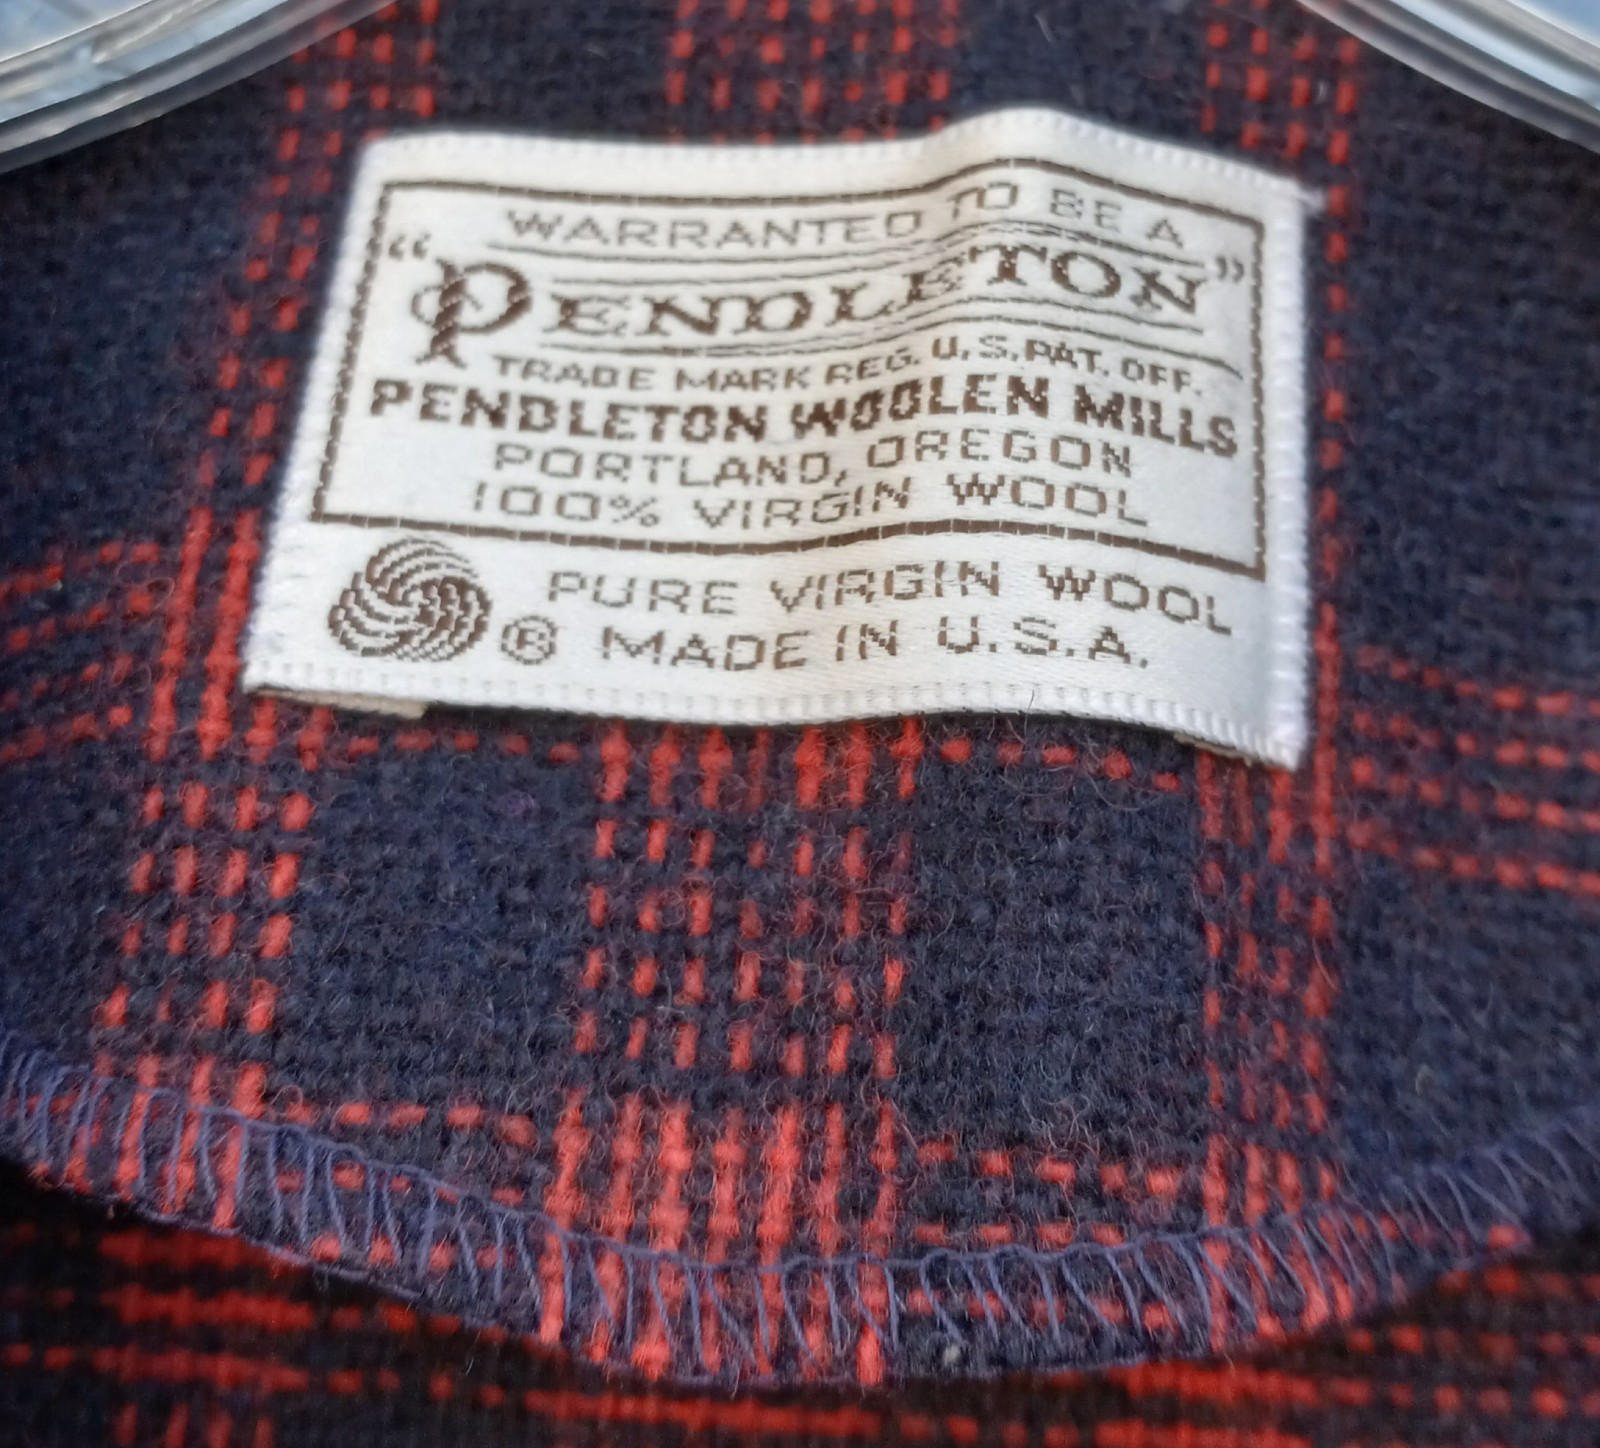 WARRANTED TO BE A
"PENDLETON"
TRADE MARK REG. U.S. PAT. OFF.
PENDLETON WOOLEN MILLS
PORTLAND, OREGON
100% VIRGIN WOOL
PURE VIRGIN WOOL
® MADE IN U.S.A.